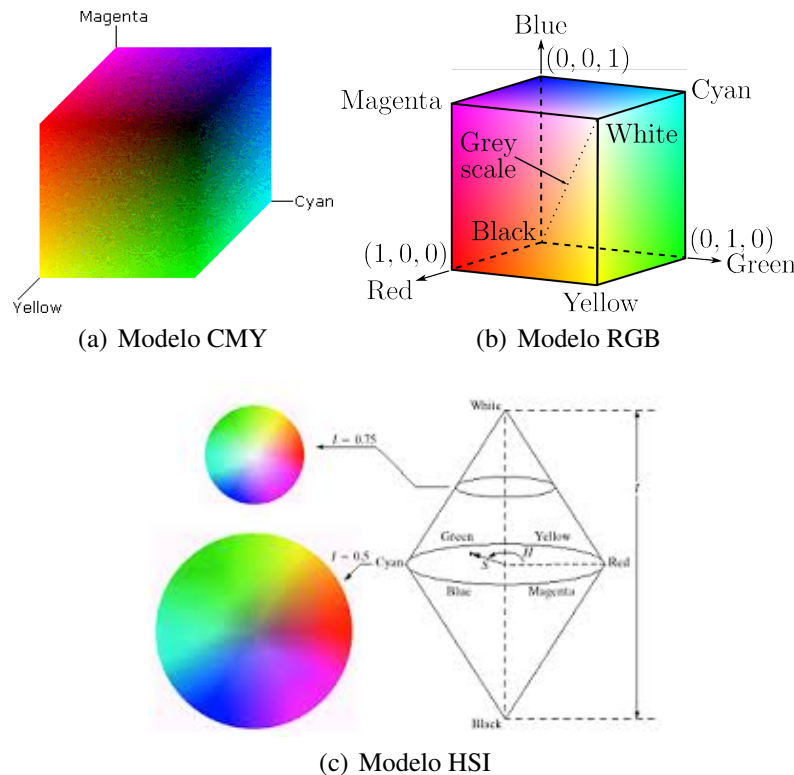 Magenta
Cyan
Yellow
(a) Modelo CMY
Blue
(0, 0, 1)
Magenta
Cyan
White
Grey
scale
Black
(1, 0, 0)
(0, 1, 0)
Red
Green
Yellow
(b) Modelo RGB
White
I = 0.75
I
Green
Yellow
H
S
I = 0.5
Cyan
Red
Blue
Magenta
Black
(c) Modelo HSI